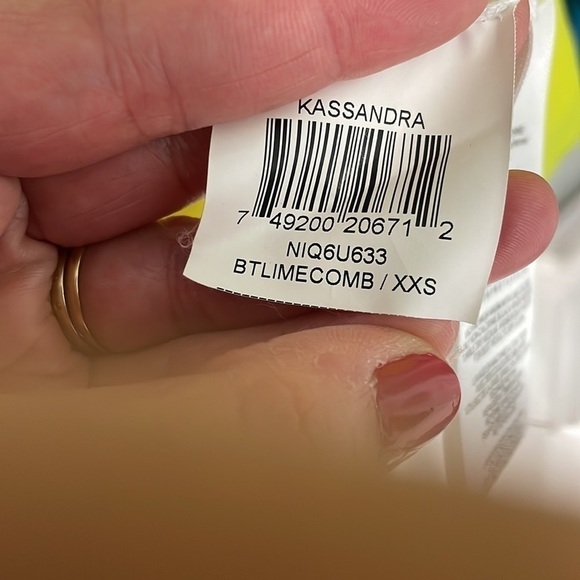 KASSANDRA
7 49200 20671 2
NIQ6U633
BTLIMECOMB / XXS